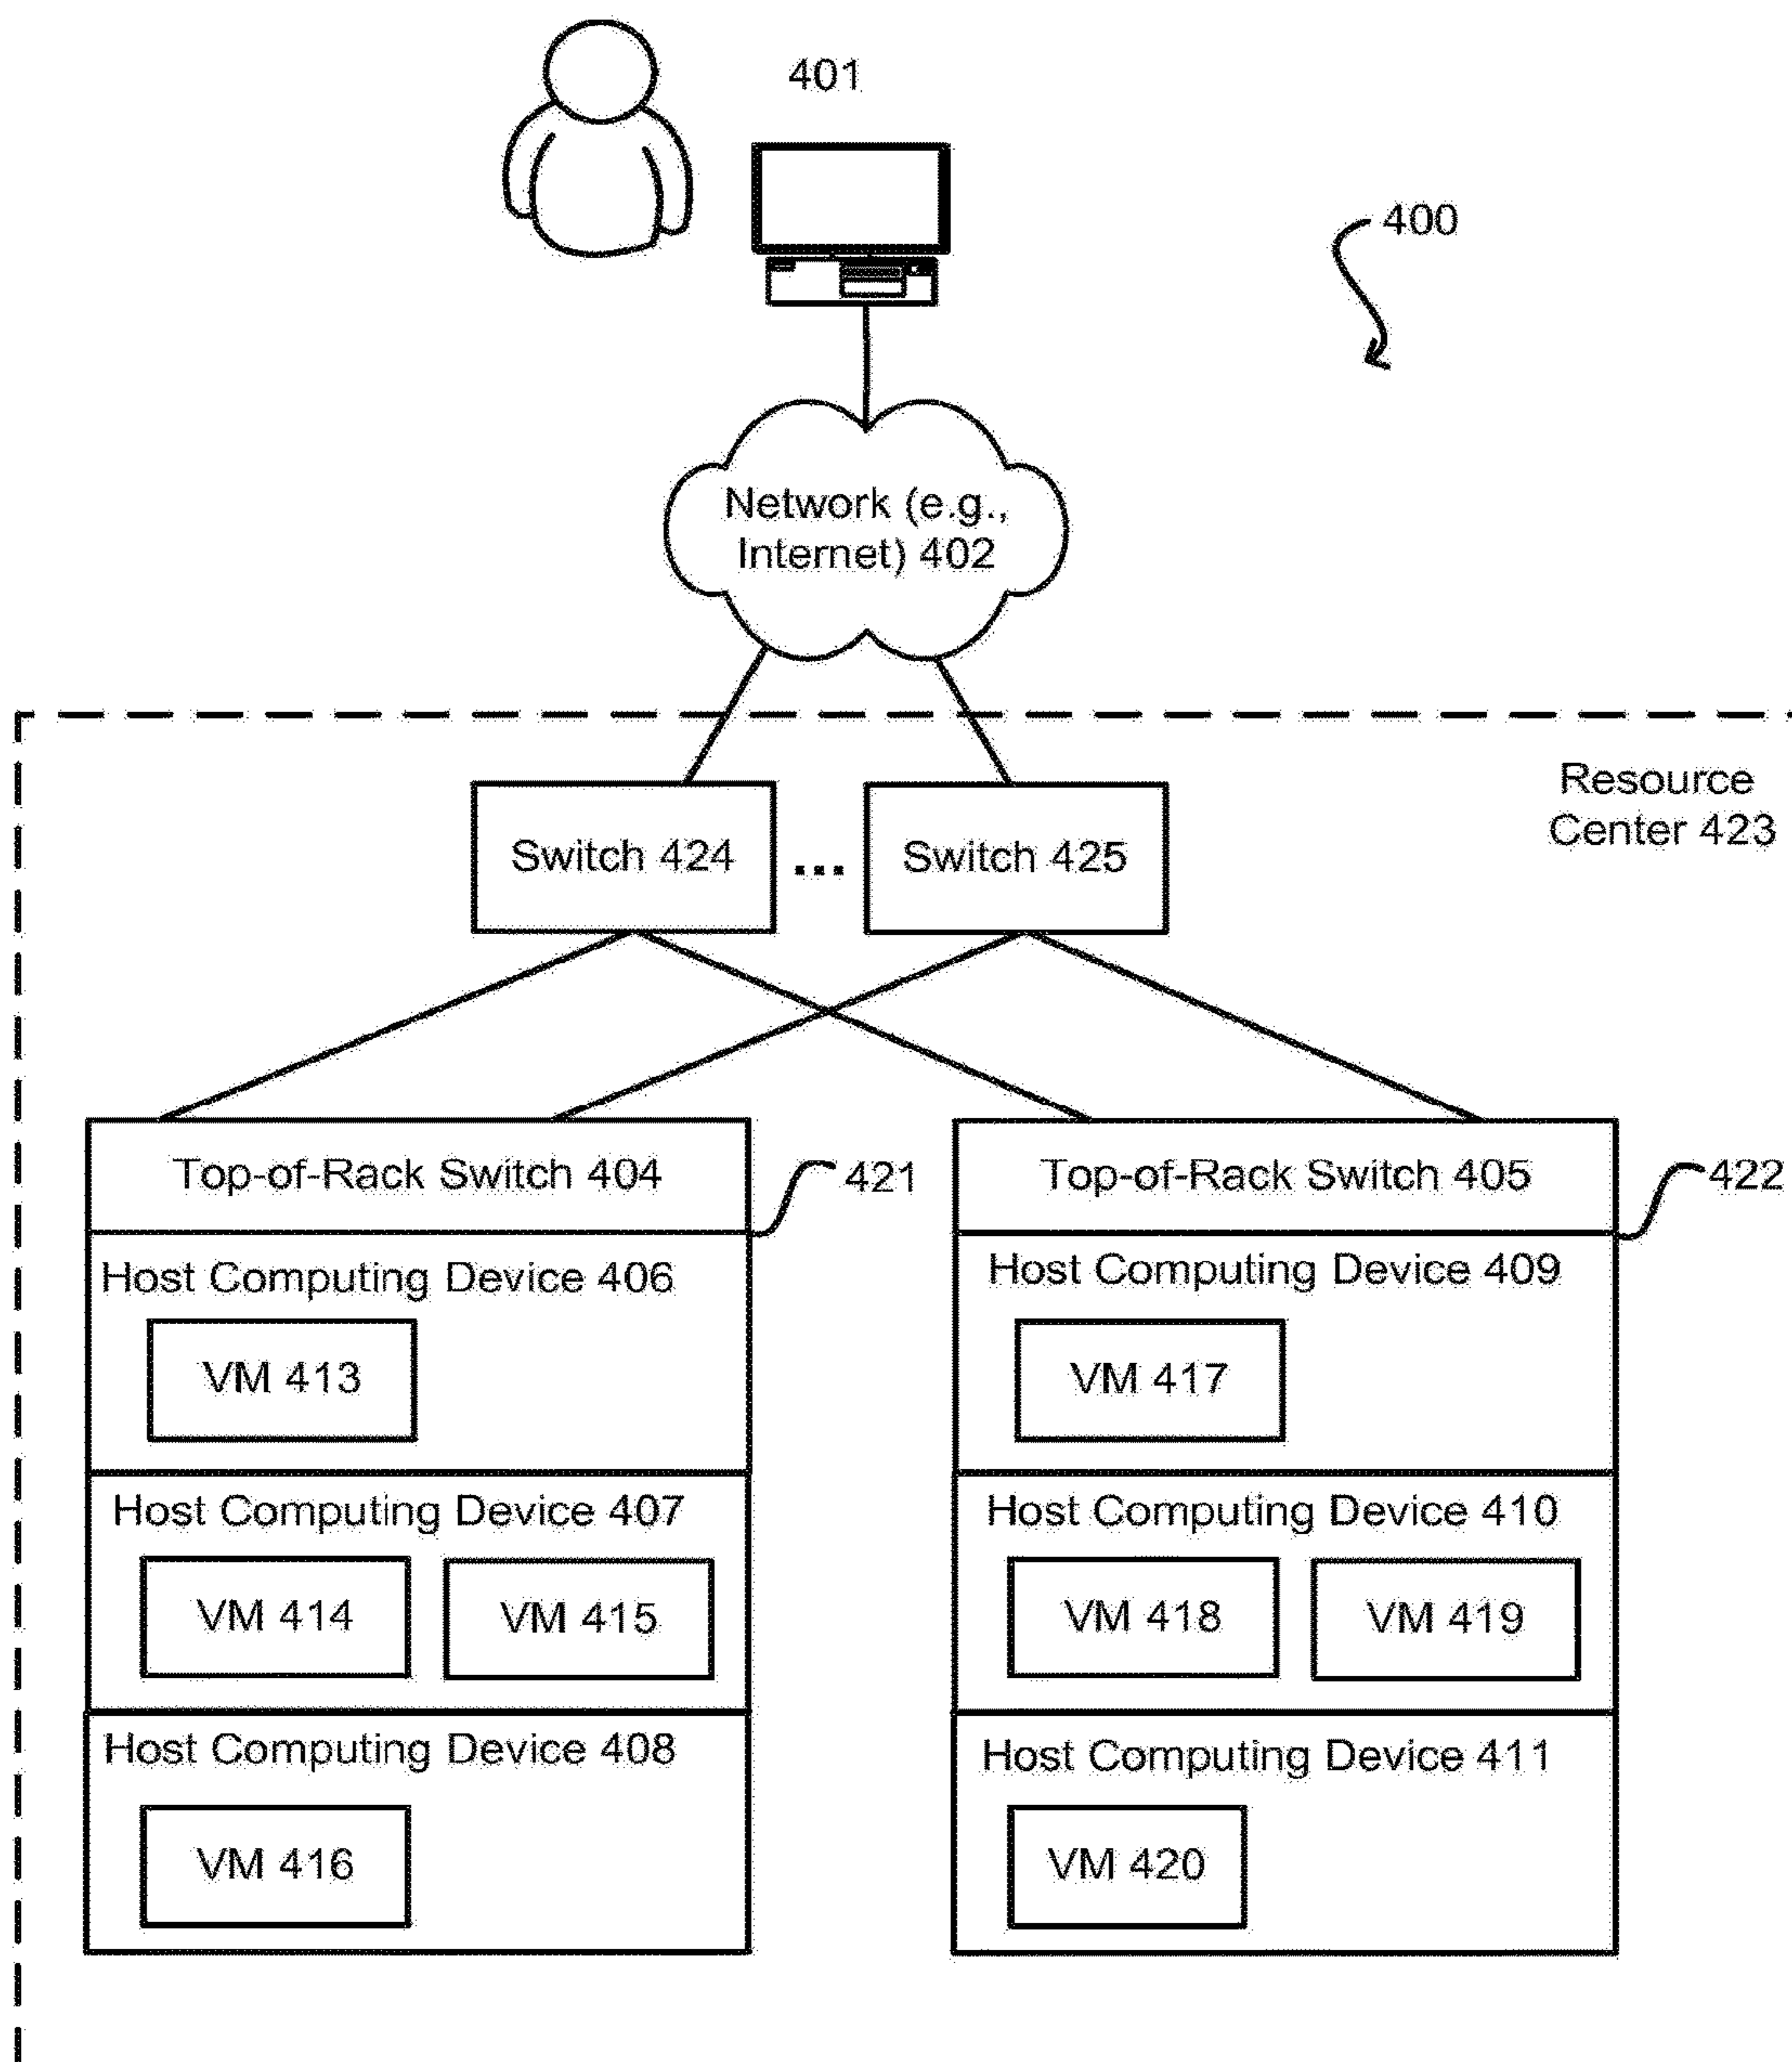 401
400
Network (e.g.,
Internet) 402
Resource
Center 423
Switch 424
...
Switch 425
Top-of-Rack Switch 404
421
Top-of-Rack Switch 405
422
Host Computing Device 406
VM 413
Host Computing Device 409
VM 417
Host Computing Device 407
VM 414
VM 415
Host Computing Device 410
VM 418
VM 419
Host Computing Device 408
VM 416
Host Computing Device 411
VM 420